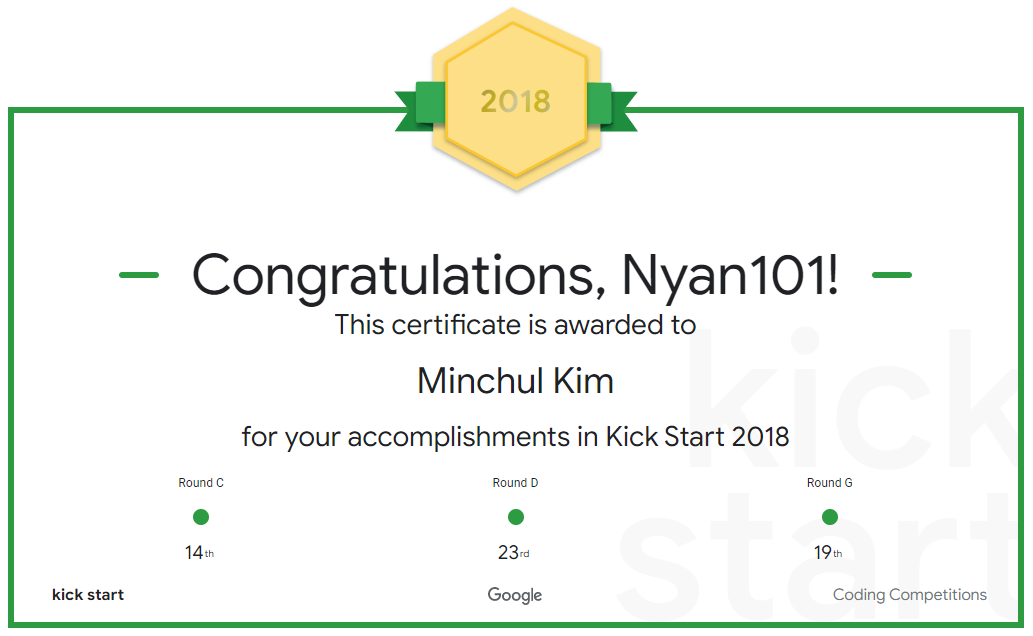 2018
Congratulations, Nyan101!
This certificate is awarded to
Minchul Kim
for your accomplishments in Kick Start 2018
Round C Round D Round G
14th 23rd 19th
kick start Google Coding Competitions
kick
start